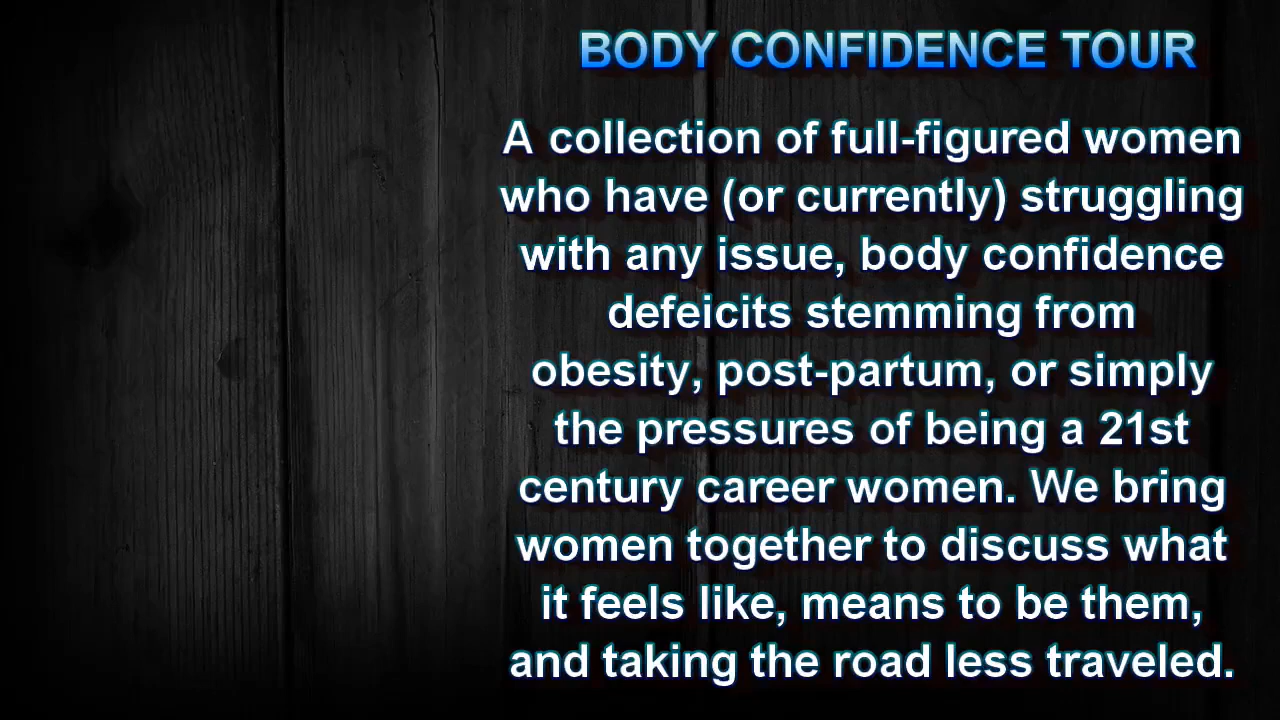 BODY CONFIDENCE TOUR
A collection of full-figured women
who have (or currently) struggling
with any issue, body confidence
defeicits stemming from
obesity, post-partum, or simply
the pressures of being a 21st
century career women. We bring
women together to discuss what
it feels like, means to be them,
and taking the road less traveled.